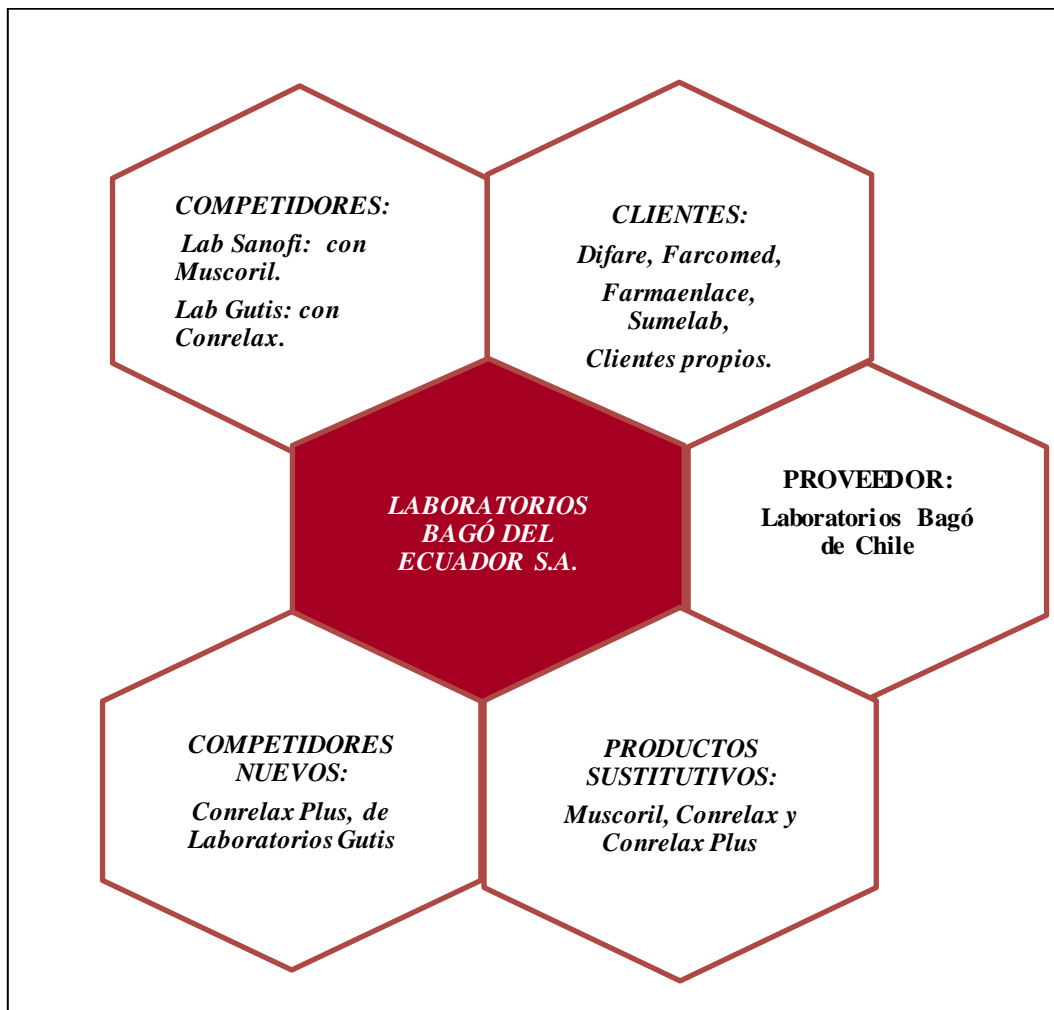 COMPETIDORES:
Lab Sanofi: con
Muscoril.
Lab Gutis: con
Conrelax.
CLIENTES:
Difare, Farcomed,
Farmaenlace,
Sumelab,
Clientes propios.
LABORATORIOS
BAGÓ DEL
ECUADOR S.A.
PROVEEDOR:
Laboratorios Bagó
de Chile
COMPETIDORES
NUEVOS:
Conrelax Plus, de
Laboratorios Gutis
PRODUCTOS
SUSTITUTIVOS:
Muscoril, Conrelax y
Conrelax Plus